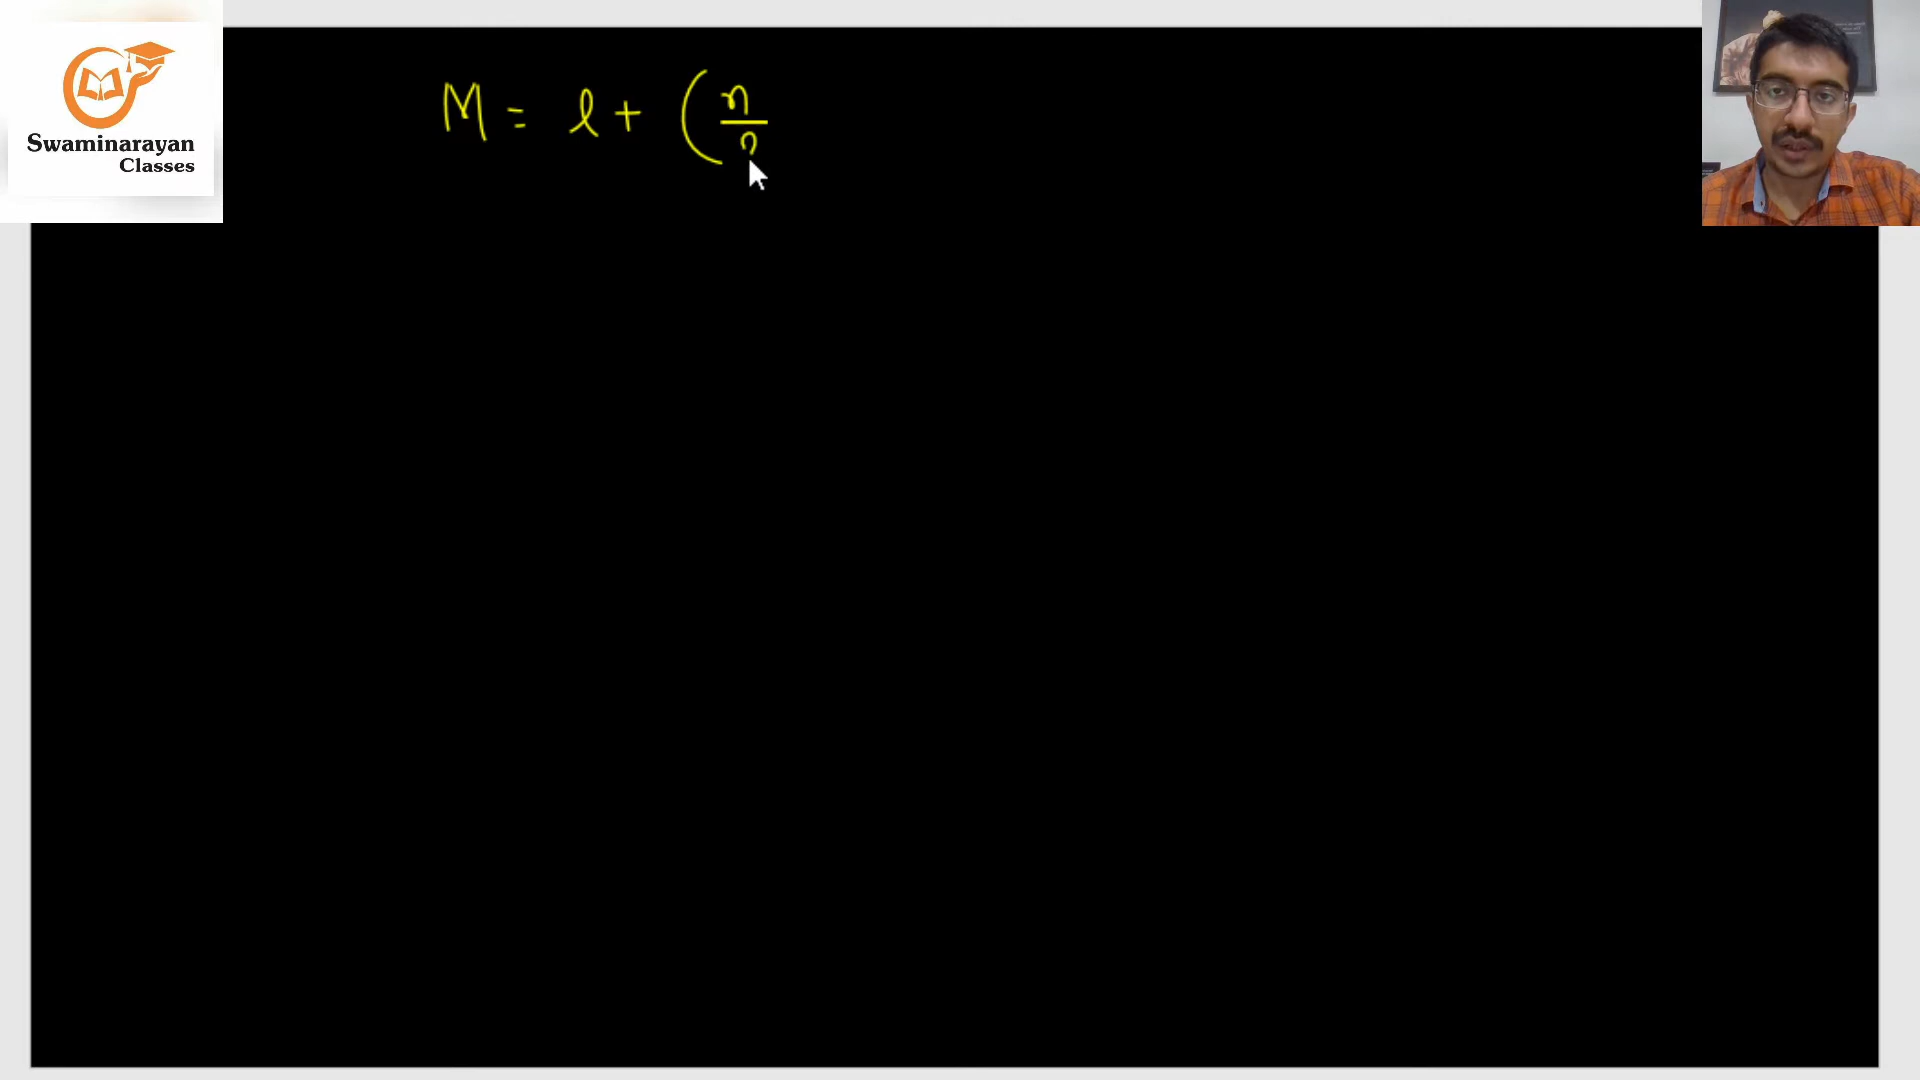 Swaminarayan
Classes
M = l + ( n/2